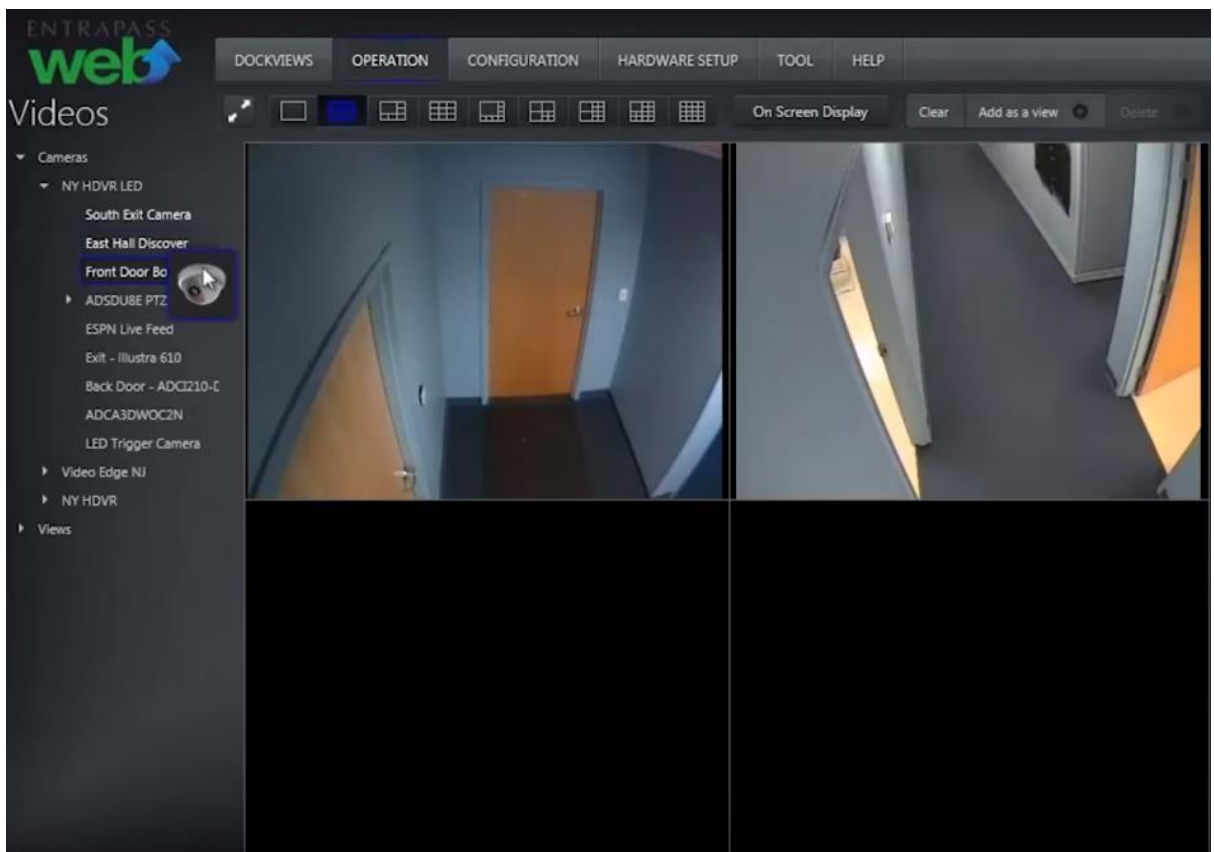 ENTRAPASS
web
DOCKVIEWS OPERATION CONFIGURATION HARDWARE SETUP TOOL HELP
Videos
On Screen Display Clear Add as a view Delete
Cameras
NY HDVR LED
South Exit Camera
East Hall Discover
Front Door Bo
ADSDU8E PTZ
ESPN Live Feed
Exit - Illustra 610
Back Door - ADCI210-
ADCA3DWOC2N
LED Trigger Camera
Video Edge NJ
NY HDVR
Views